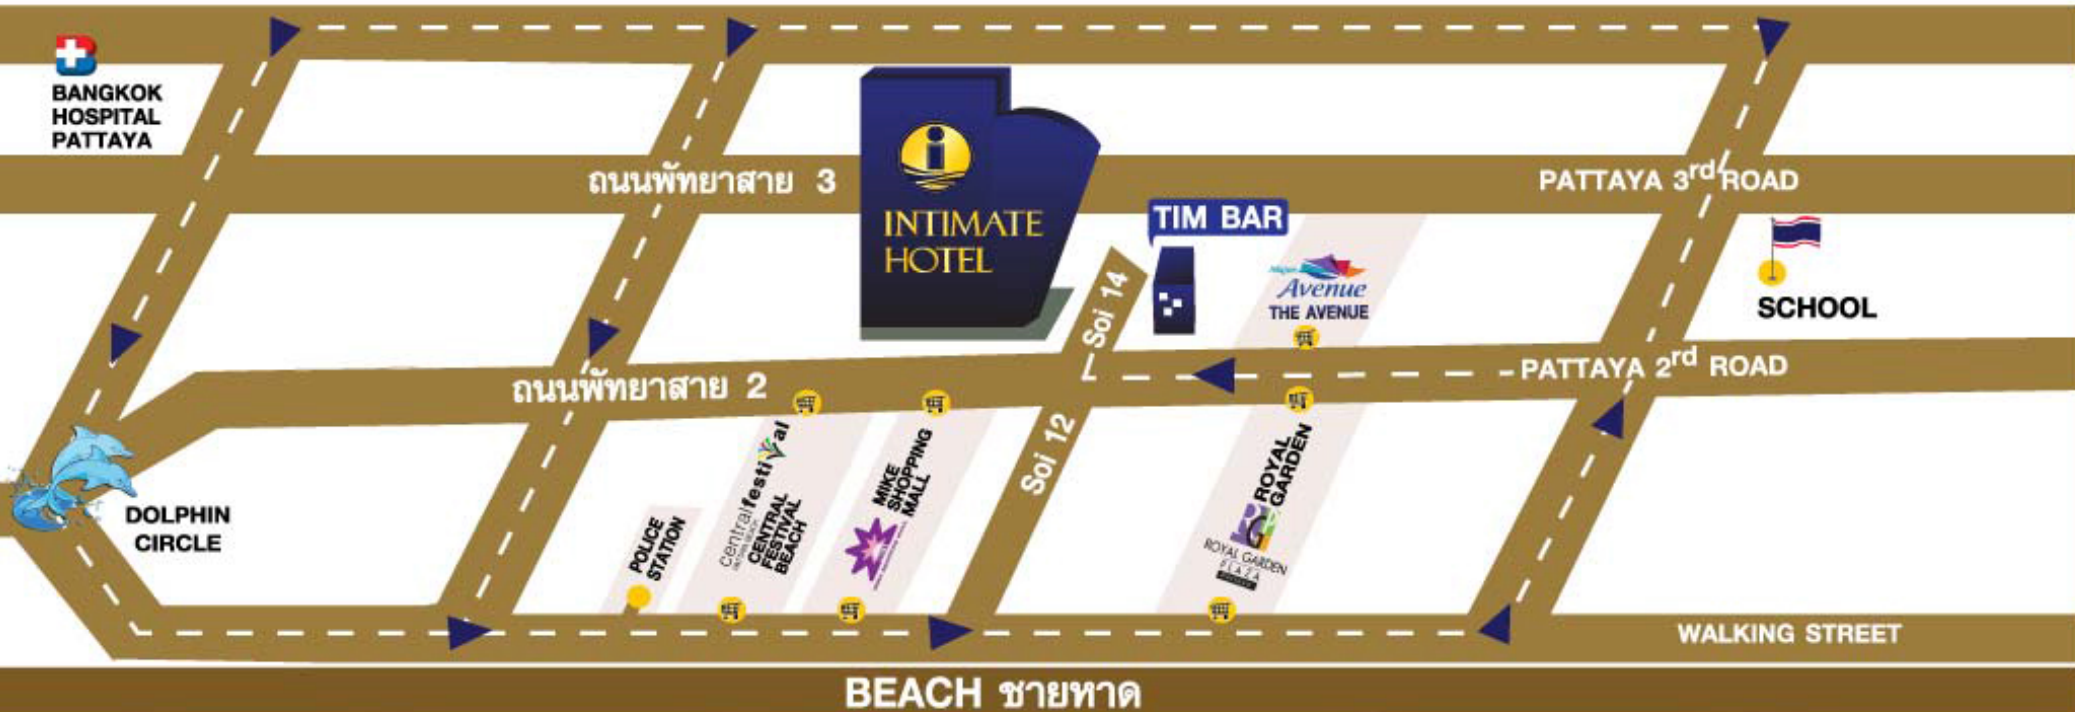 BANGKOK
HOSPITAL
PATTAYA
ถนนพัทยาสาย 3
i
INTIMATE
HOTEL
PATTAYA 3rd ROAD
TIM BAR
Soi 14
Major
Avenue
THE AVENUE
SCHOOL
ถนนพัทยาสาย 2
PATTAYA 2rd ROAD
Soi 12
DOLPHIN
CIRCLE
POLICE
STATION
centralfestival
CENTRAL
FESTIVAL
BEACH
MIKE
SHOPPING
MALL
ROYAL
GARDEN
ROYAL GARDEN
PLAZA
WALKING STREET
BEACH ชายหาด